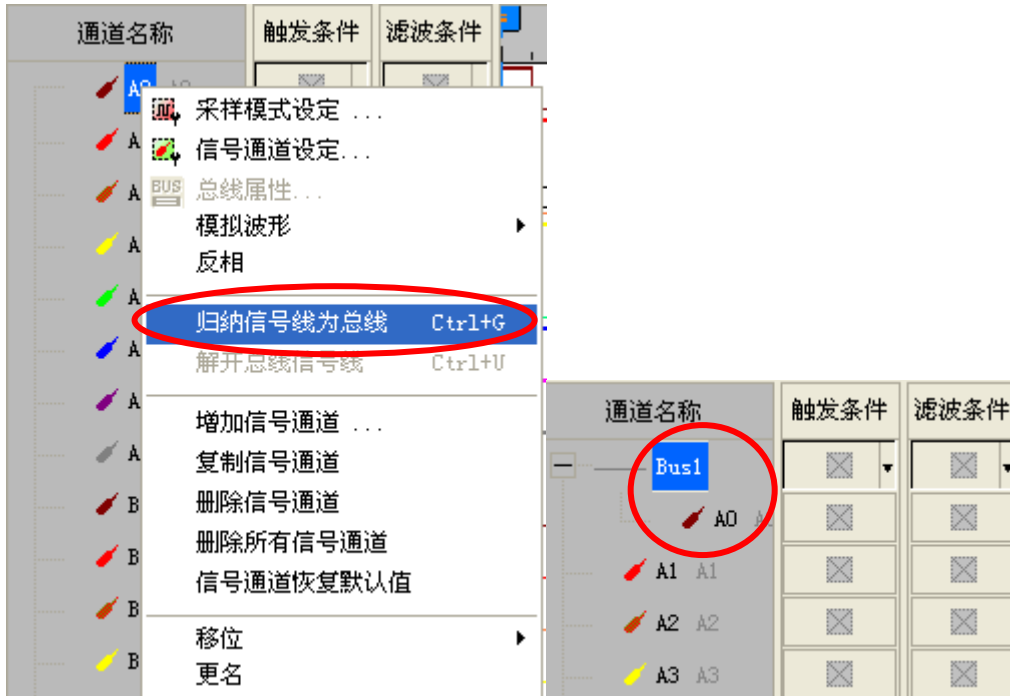 通道名称 触发条件 滤波条件
A0 A0
A
A
A
A
A
A
A
B
B
B
B
采样模式设定 ...
信号通道设定...
BUS 总线属性...
模拟波形
反相
归纳信号线为总线 Ctrl+G
解开总线信号线 Ctrl+U
增加信号通道 ...
复制信号通道
删除信号通道
删除所有信号通道
信号通道恢复默认值
移位
更名
通道名称 触发条件 滤波条件
Bus1
A0
A1 A1
A2 A2
A3 A3